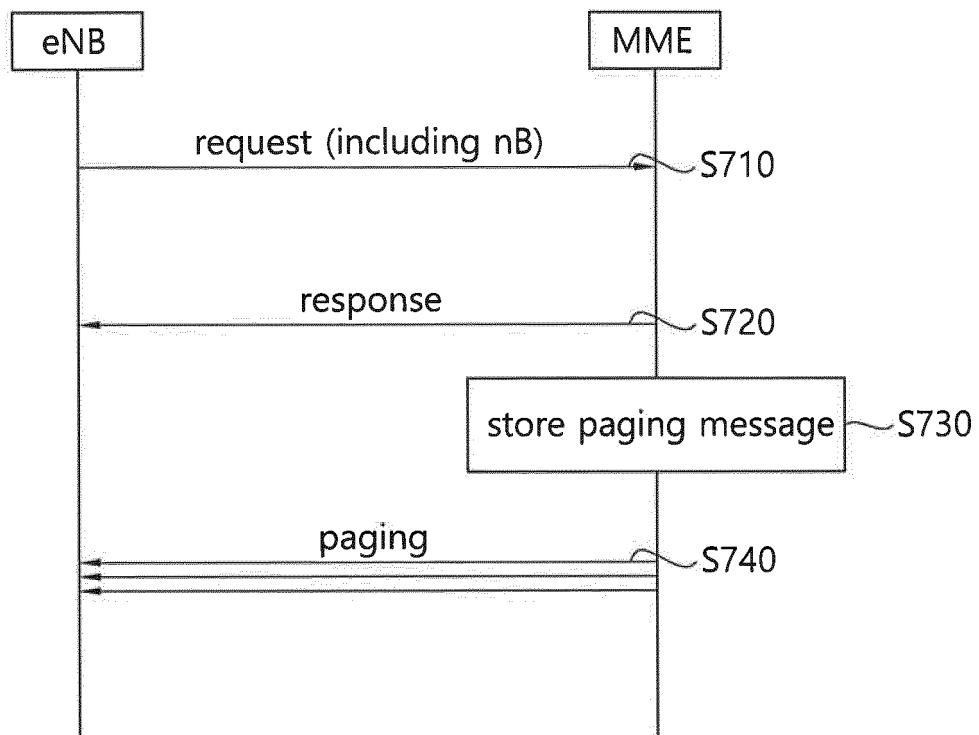 eNB
MME
request (including nB)
S710
response
S720
store paging message
S730
paging
S740